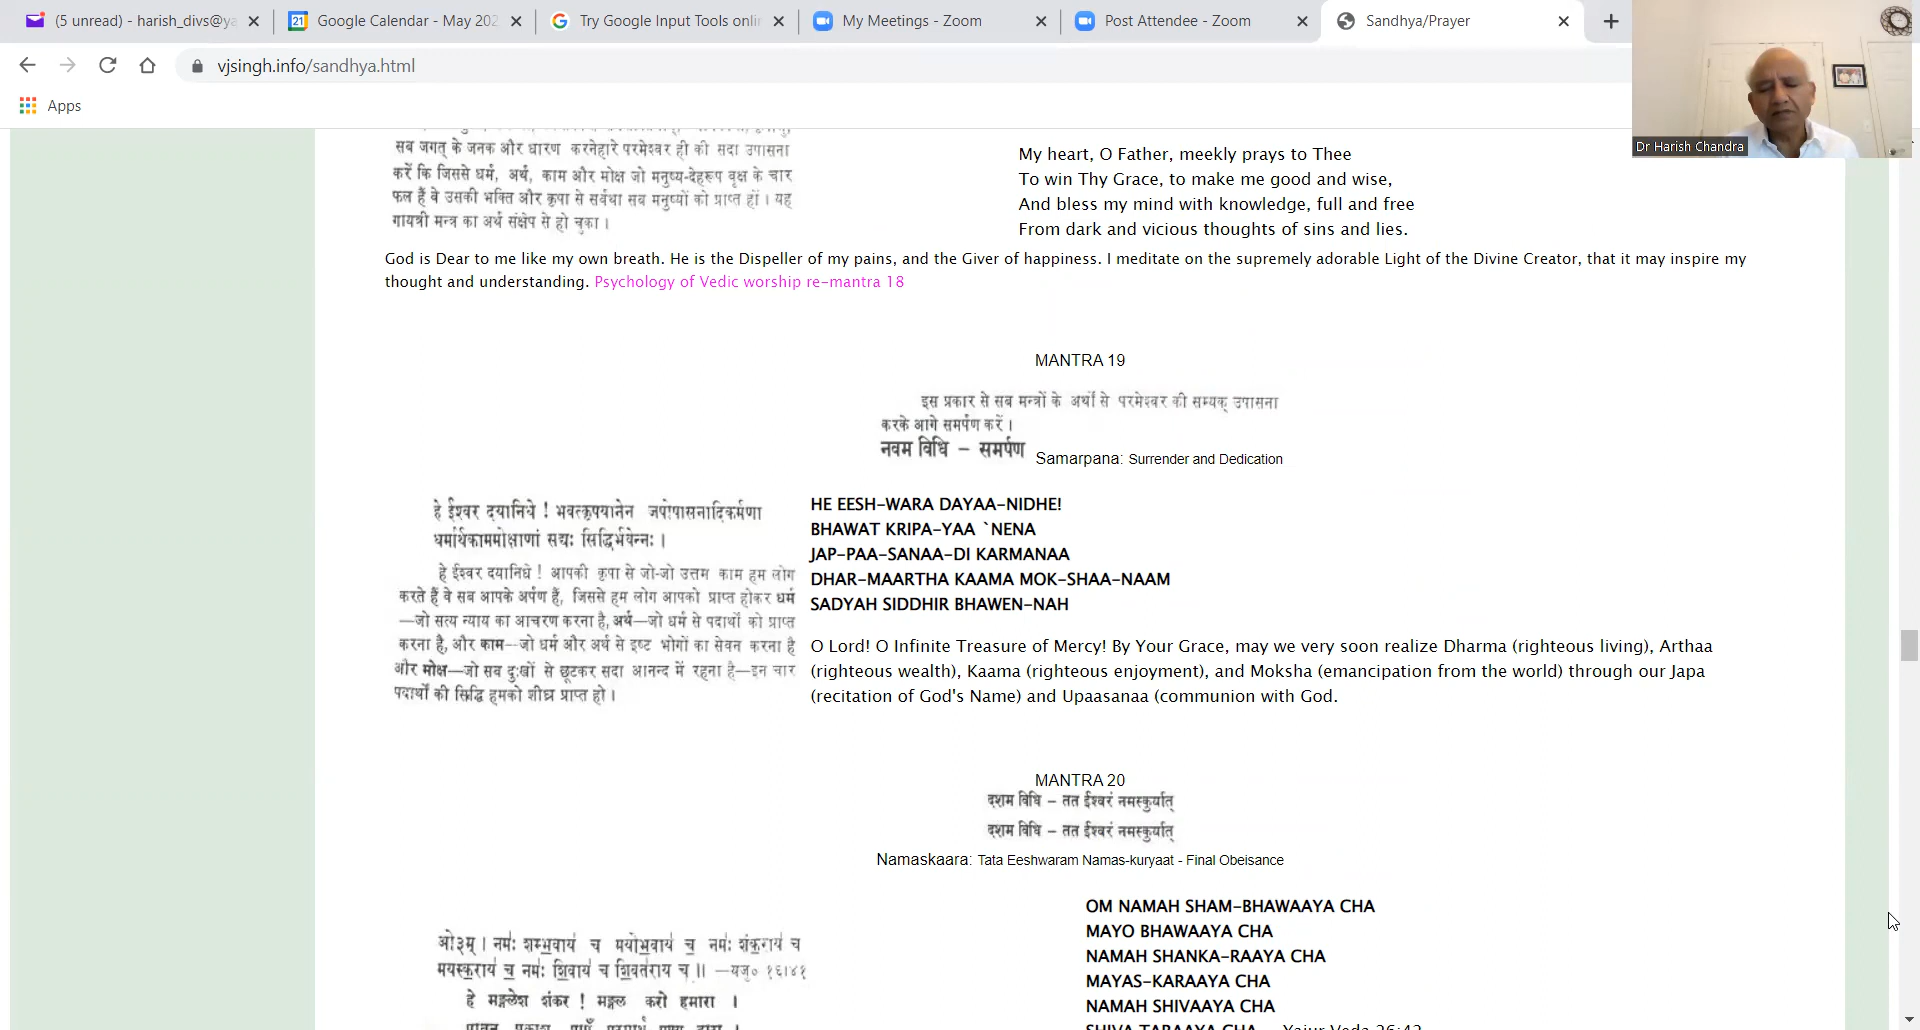 (5 unread) - harish_divs@ya
Google Calendar - May 202
Try Google Input Tools onlin
My Meetings - Zoom
Post Attendee - Zoom
Sandhya/Prayer
vjsingh.info/sandhya.html
Apps
Dr Harish Chandra
सब जगत् के जनक और धारण करनेहारे परमेश्वर ही की सदा उपासना
करें कि जिससे धर्म, अर्थ, काम और मोक्ष जो मनुष्य-देहरूप वृक्ष के चार
फल हैं वे उसकी भक्ति और कृपा से सर्वथा सब मनुष्यों को प्राप्त हों। यह
गायत्री मन्त्र का अर्थ संक्षेप से हो चुका।
My heart, O Father, meekly prays to Thee
To win Thy Grace, to make me good and wise,
And bless my mind with knowledge, full and free
From dark and vicious thoughts of sins and lies.
God is Dear to me like my own breath. He is the Dispeller of my pains, and the Giver of happiness. I meditate on the supremely adorable Light of the Divine Creator, that it may inspire my
thought and understanding. Psychology of Vedic worship re-mantra 18
MANTRA 19
इस प्रकार से सब मन्त्रों के अर्थों से परमेश्वर की सम्यक् उपासना
करके आगे समर्पण करें।
नवम विधि – समर्पण Samarpana: Surrender and Dedication
हे ईश्वर दयानिधे ! भवत्कृपयानेन जपोपासनादिकर्मणा
धर्मार्थकाममोक्षाणां सद्यः सिद्धिर्भवेन्नः।
हे ईश्वर दयानिधे ! आपकी कृपा से जो-जो उत्तम काम हम लोग
करते हैं वे सब आपके अर्पण हैं, जिससे हम लोग आपको प्राप्त होकर धर्म
—जो सत्य न्याय का आचरण करना है, अर्थ—जो धर्म से पदार्थों को प्राप्त
करना है, और काम—जो धर्म और अर्थ से इष्ट भोगों का सेवन करना है
और मोक्ष—जो सब दुःखों से छूटकर सदा आनन्द में रहना है—इन चार
पदार्थों की सिद्धि हमको शीघ्र प्राप्त हो।
HE EESH-WARA DAYAA-NIDHE!
BHAWAT KRIPA-YAA `NENA
JAP-PAA-SANAA-DI KARMANAA
DHAR-MAARTHA KAAMA MOK-SHAA-NAAM
SADYAH SIDDHIR BHAWEN-NAH
O Lord! O Infinite Treasure of Mercy! By Your Grace, may we very soon realize Dharma (righteous living), Arthaa
(righteous wealth), Kaama (righteous enjoyment), and Moksha (emancipation from the world) through our Japa
(recitation of God's Name) and Upaasanaa (communion with God.
MANTRA 20
दशम विधि – तत ईश्वरं नमस्कुर्यात्
दशम विधि – तत ईश्वरं नमस्कुर्यात्
Namaskaara: Tata Eeshwaram Namas-kuryaat - Final Obeisance
ओ३म्। नमः॑ शम्भ॒वाय॑ च मयोभ॒वाय॑ च॒ नमः॑ शंक॒राय॑ च
मयस्क॒राय॑ च॒ नमः॑ शि॒वाय॑ च शि॒वत॑राय च॥ —यजु० १६।४१
हे मङ्गलेश शंकर ! मङ्गल करो हमारा ।
OM NAMAH SHAM-BHAWAAYA CHA
MAYO BHAWAAYA CHA
NAMAH SHANKA-RAAYA CHA
MAYAS-KARAAYA CHA
NAMAH SHIVAAYA CHA
SHIVA TARAAYA CHA